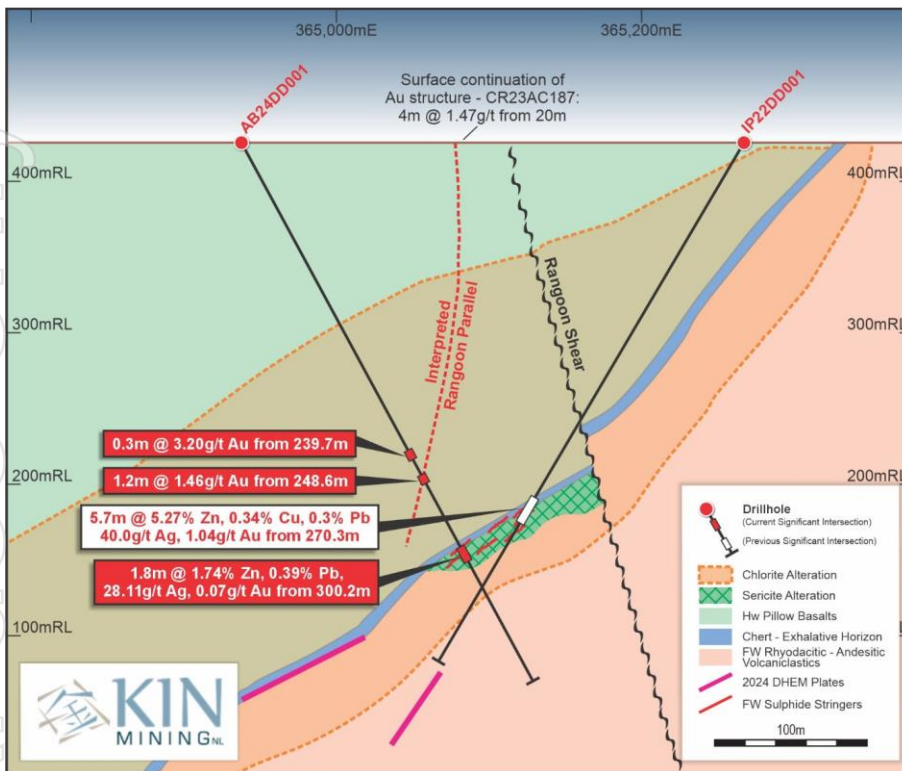 365,000mE
365,200mE
AB24DD001
IP22DD001
Surface continuation of
Au structure - CR23AC187:
4m @ 1.47g/t from 20m
400mRL
400mRL
300mRL
300mRL
200mRL
200mRL
100mRL
Interpreted
Rangoon Parallel
Rangoon Shear
0.3m @ 3.20g/t Au from 239.7m
1.2m @ 1.46g/t Au from 248.6m
5.7m @ 5.27% Zn, 0.34% Cu, 0.3% Pb
40.0g/t Ag, 1.04g/t Au from 270.3m
1.8m @ 1.74% Zn, 0.39% Pb,
28.11g/t Ag, 0.07g/t Au from 300.2m
Drillhole
(Current Significant Intersection)
(Previous Significant Intersection)
Chlorite Alteration
Sericite Alteration
Hw Pillow Basalts
Chert - Exhalative Horizon
FW Rhyodacitic - Andesitic
Volcaniclastics
2024 DHEM Plates
FW Sulphide Stringers
100m
金 KIN
MINING NL